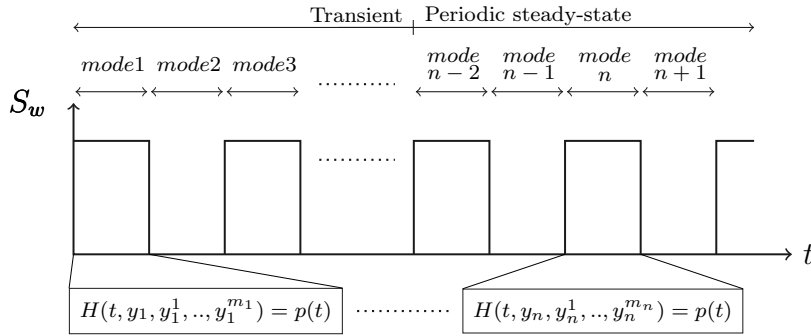 Transient Periodic steady-state
mode1 mode2 mode3 ............ mode n − 2 mode n − 1 mode n mode n + 1
S_w
............
t
H(t, y_1, y_1^1, .., y_1^{m_1}) = p(t) ............... H(t, y_n, y_n^1, .., y_n^{m_n}) = p(t)